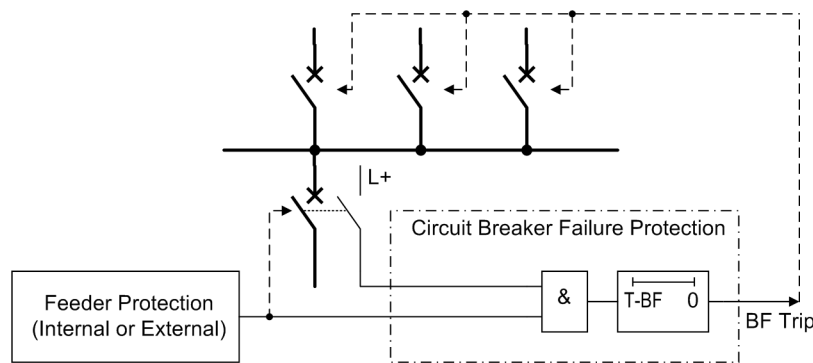 L+
Circuit Breaker Failure Protection
Feeder Protection
(Internal or External)
&
T-BF 0
BF Trip